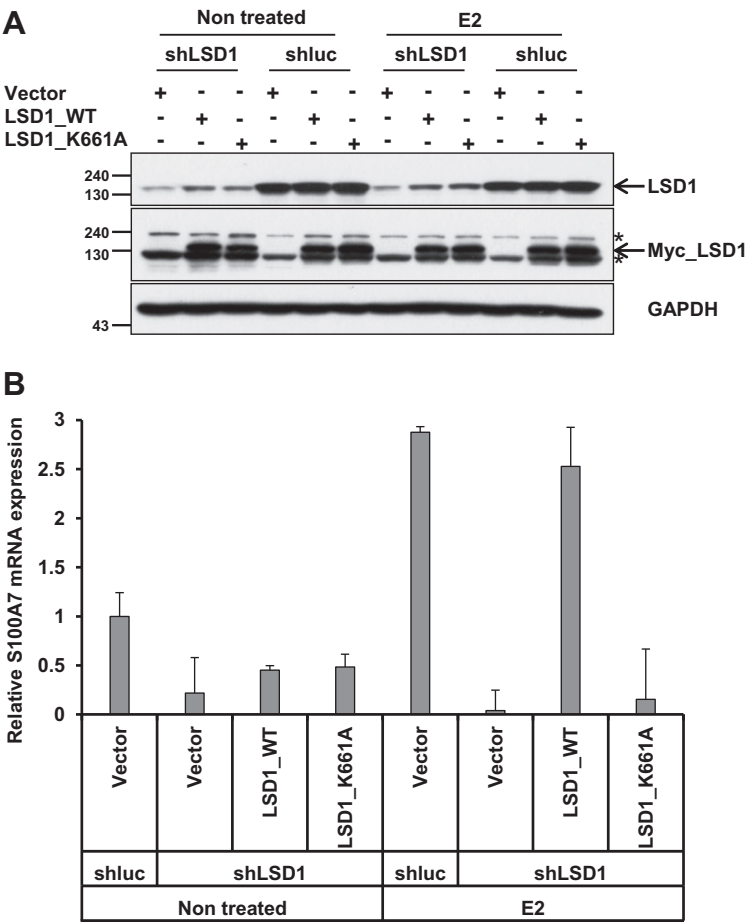 A
Non treated E2
shLSD1 shluc shLSD1 shluc
Vector + - - + - - + - - + - -
LSD1_WT - + - - + - - + - - + -
LSD1_K661A - - + - - + - - + - - +
240
130
LSD1
240
130
*
Myc_LSD1
*
GAPDH
43
B
Relative S100A7 mRNA expression
3
2.5
2
1.5
1
0.5
0
Vector Vector LSD1_WT LSD1_K661A Vector Vector LSD1_WT LSD1_K661A
shluc shLSD1 shluc shLSD1
Non treated E2